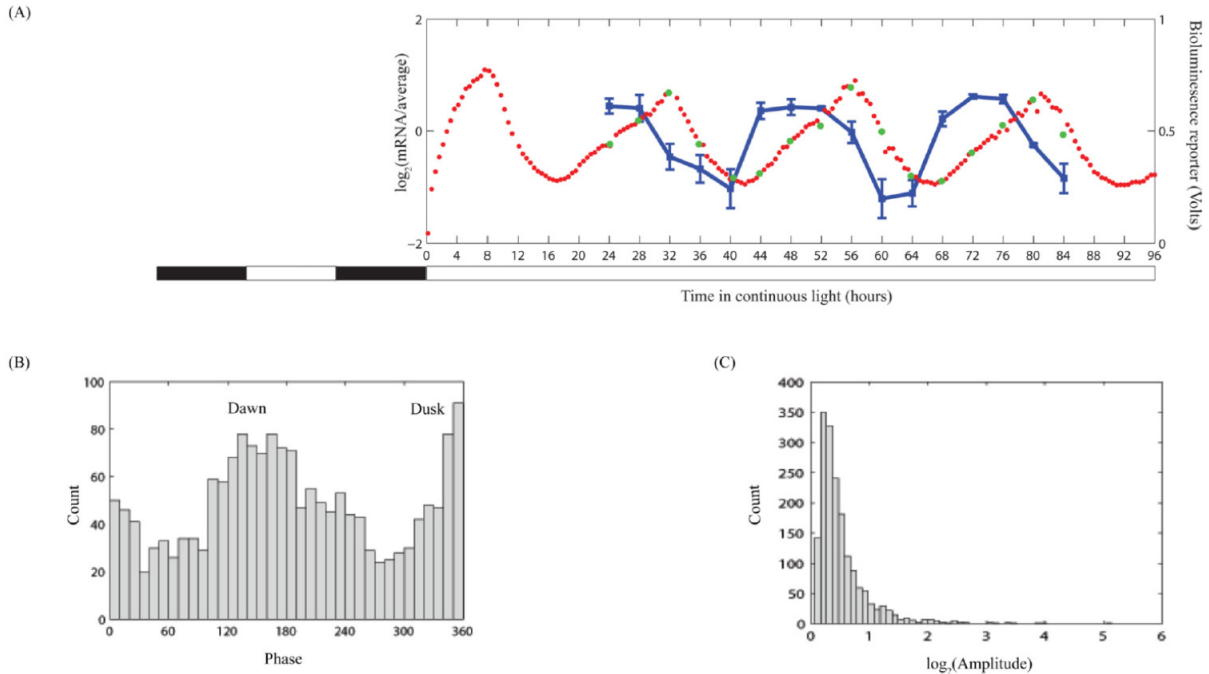 (A)
2
0
−2
log₂(mRNA/average)
1
0.5
0
Bioluminesence reporter (Volts)
0 4 8 12 16 20 24 28 32 36 40 44 48 52 56 60 64 68 72 76 80 84 88 92 96
Time in continuous light (hours)
(B)
100
80
60
40
20
0
Count
Dawn
Dusk
0 60 120 180 240 300 360
Phase
(C)
400
350
300
250
200
150
100
50
0
Count
0 1 2 3 4 5 6
log₂(Amplitude)